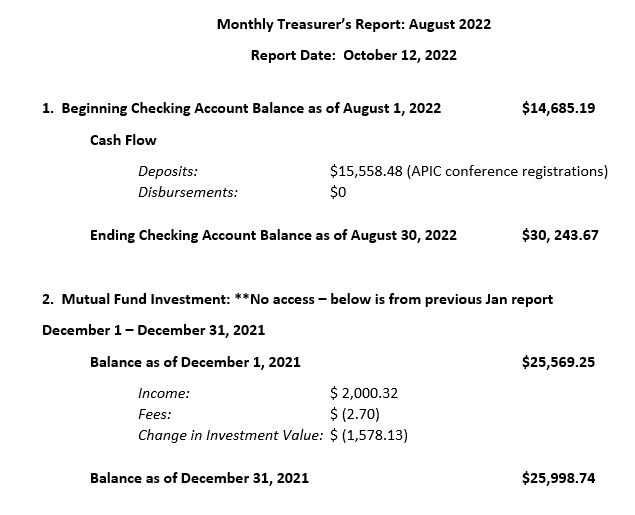 Monthly Treasurer’s Report: August 2022
Report Date: October 12, 2022
1. Beginning Checking Account Balance as of August 1, 2022 $14,685.19
Cash Flow
Deposits: $15,558.48 (APIC conference registrations)
Disbursements: $0
Ending Checking Account Balance as of August 30, 2022 $30, 243.67
2. Mutual Fund Investment: **No access – below is from previous Jan report
December 1 – December 31, 2021
Balance as of December 1, 2021 $25,569.25
Income: $ 2,000.32
Fees: $ (2.70)
Change in Investment Value: $ (1,578.13)
Balance as of December 31, 2021 $25,998.74